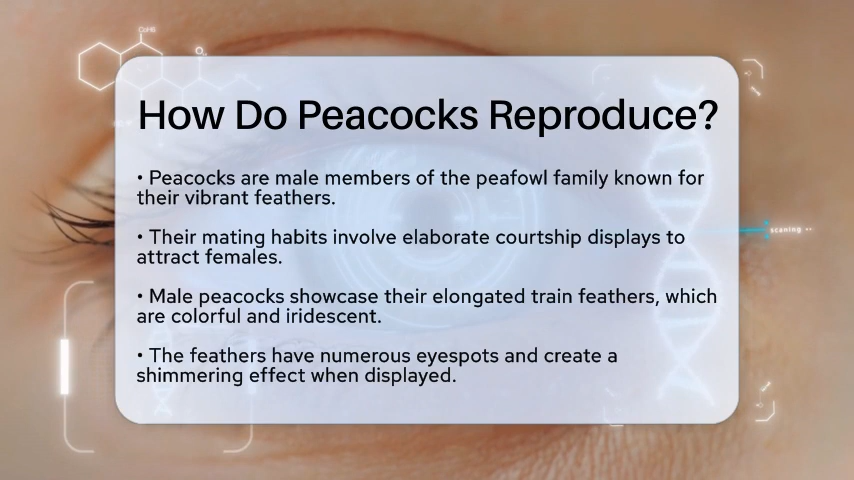 How Do Peacocks Reproduce?
• Peacocks are male members of the peafowl family known for
their vibrant feathers.
• Their mating habits involve elaborate courtship displays to
attract females.
• Male peacocks showcase their elongated train feathers, which
are colorful and iridescent.
• The feathers have numerous eyespots and create a
shimmering effect when displayed.
scaning